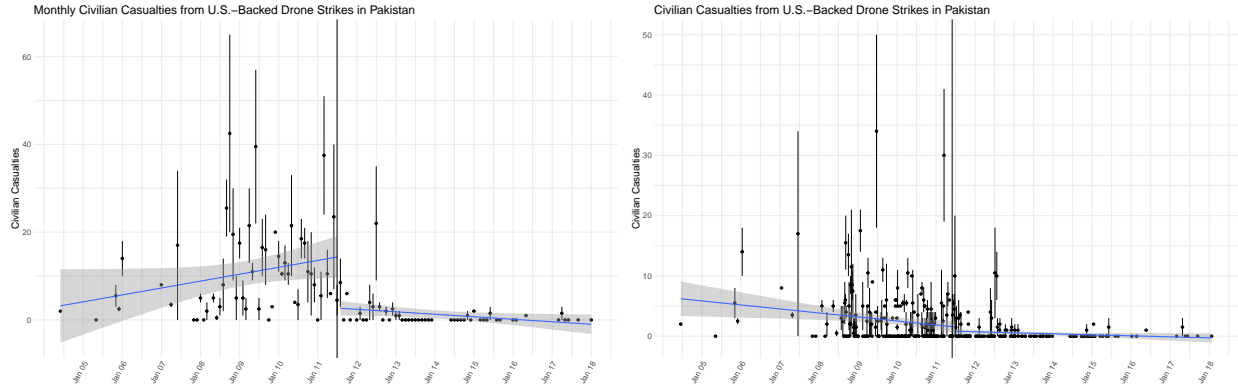 Monthly Civilian Casualties from U.S.-Backed Drone Strikes in Pakistan
Civilian Casualties
60
40
20
0
Jan 05
Jan 06
Jan 07
Jan 08
Jan 09
Jan 10
Jan 11
Jan 12
Jan 13
Jan 14
Jan 15
Jan 16
Jan 17
Jan 18
Civilian Casualties from U.S.-Backed Drone Strikes in Pakistan
Civilian Casualties
50
40
30
20
10
0
Jan 05
Jan 06
Jan 07
Jan 08
Jan 09
Jan 10
Jan 11
Jan 12
Jan 13
Jan 14
Jan 15
Jan 16
Jan 17
Jan 18